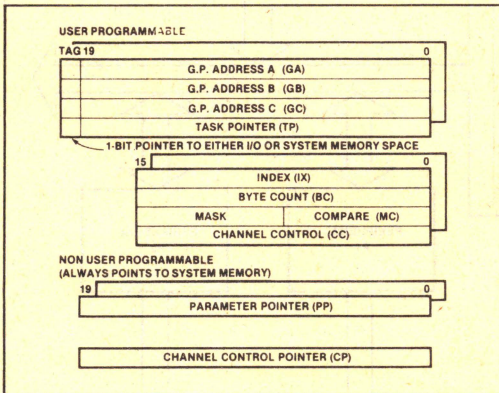 USER PROGRAMMABLE
TAG 19 0
G.P. ADDRESS A (GA)
G.P. ADDRESS B (GB)
G.P. ADDRESS C (GC)
TASK POINTER (TP)
1-BIT POINTER TO EITHER I/O OR SYSTEM MEMORY SPACE
15 0
INDEX (IX)
BYTE COUNT (BC)
MASK COMPARE (MC)
CHANNEL CONTROL (CC)
NON USER PROGRAMMABLE
(ALWAYS POINTS TO SYSTEM MEMORY)
19 0
PARAMETER POINTER (PP)
CHANNEL CONTROL POINTER (CP)